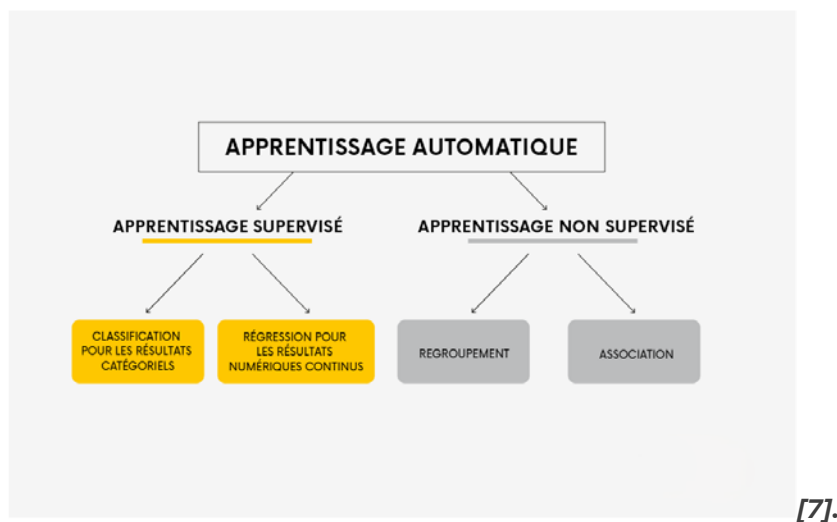 APPRENTISSAGE AUTOMATIQUE
APPRENTISSAGE SUPERVISÉ
APPRENTISSAGE NON SUPERVISÉ
CLASSIFICATION
POUR LES RÉSULTATS
CATÉGORIELS
RÉGRESSION POUR
LES RÉSULTATS
NUMÉRIQUES CONTINUS
REGROUPEMENT
ASSOCIATION
[7].